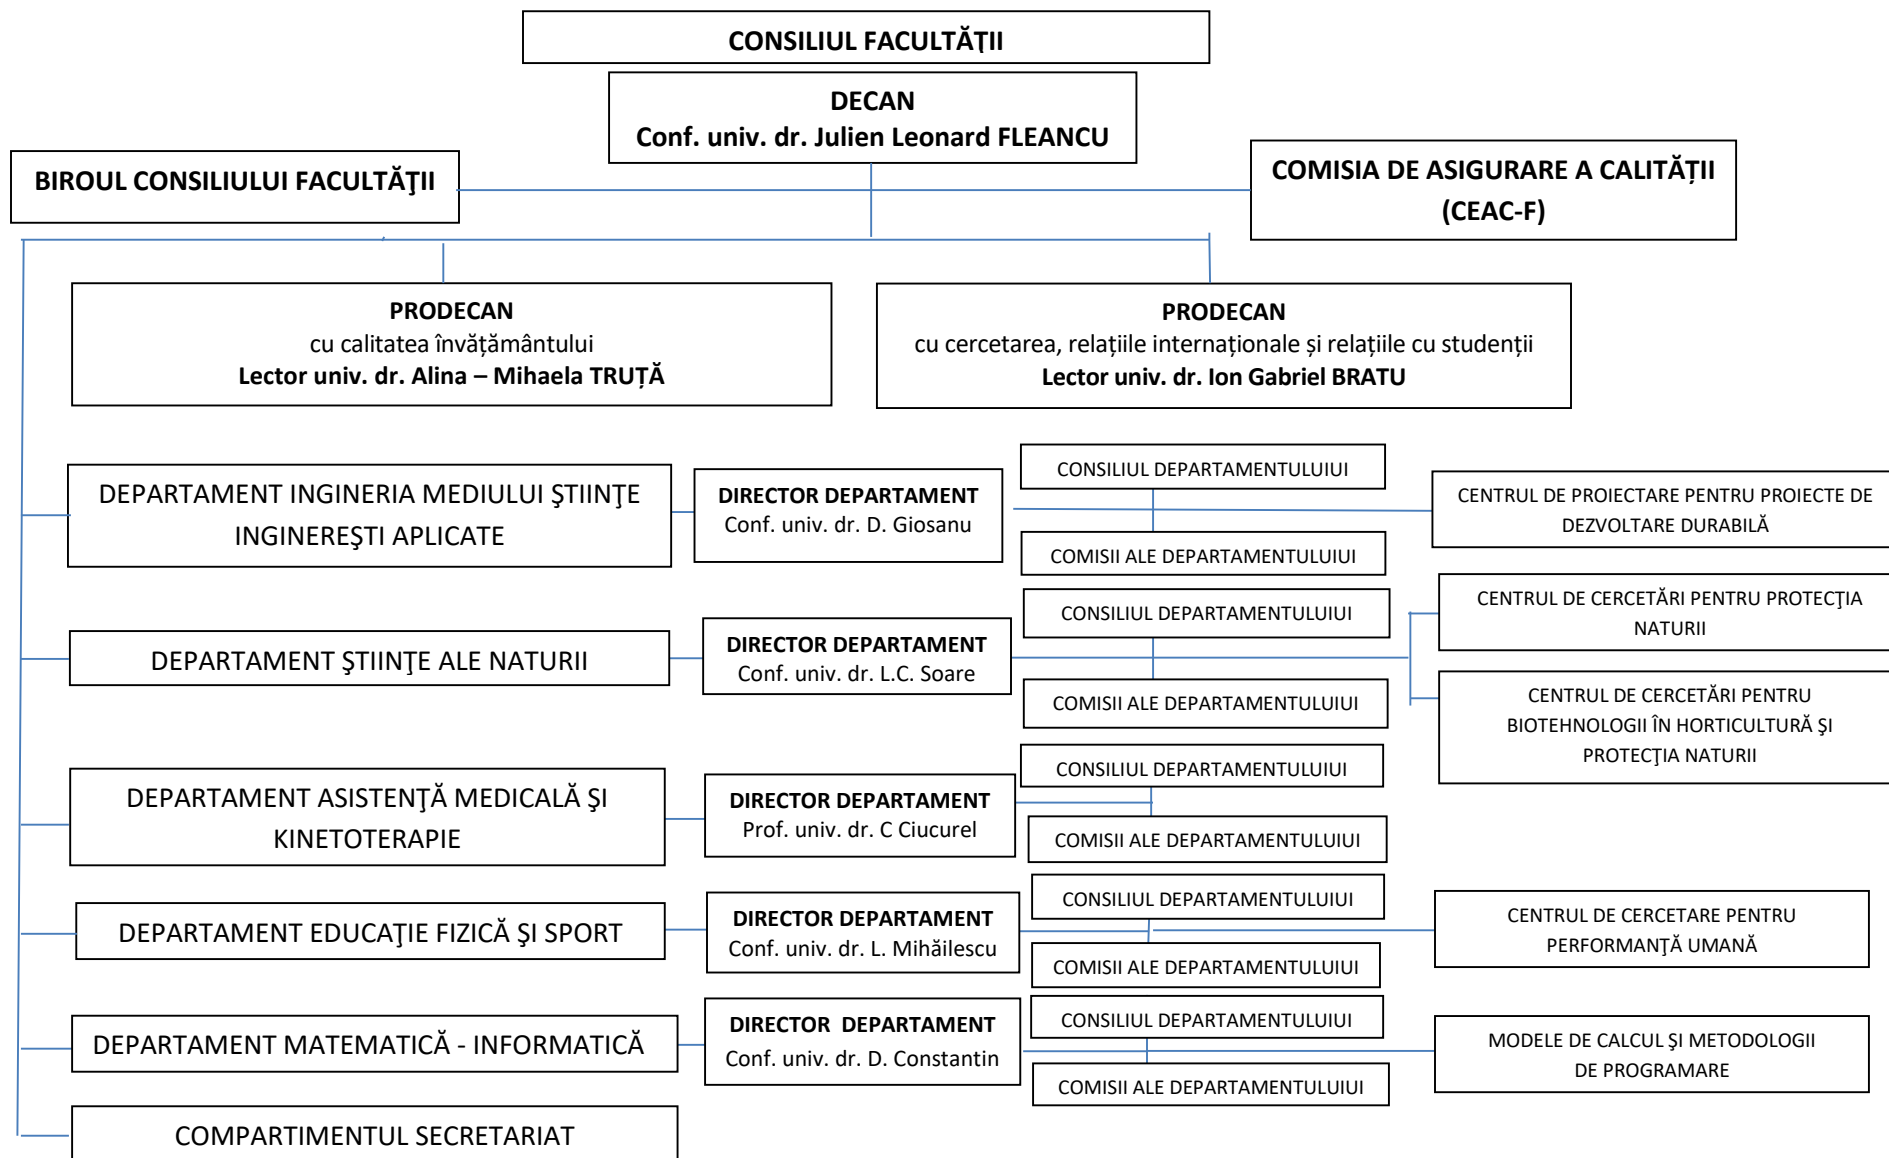 CONSILIUL FACULTĂŢII
DECAN
Conf. univ. dr. Julien Leonard FLEANCU
BIROUL CONSILIULUI FACULTĂŢII
COMISIA DE ASIGURARE A CALITĂȚII
(CEAC-F)
PRODECAN
cu calitatea învățământului
Lector univ. dr. Alina – Mihaela TRUȚĂ
PRODECAN
cu cercetarea, relațiile internaționale și relațiile cu studenții
Lector univ. dr. Ion Gabriel BRATU
DEPARTAMENT INGINERIA MEDIULUI ŞTIINŢE
INGINEREŞTI APLICATE
DIRECTOR DEPARTAMENT
Conf. univ. dr. D. Giosanu
CONSILIUL DEPARTAMENTULUIUI
COMISII ALE DEPARTAMENTULUIUI
CENTRUL DE PROIECTARE PENTRU PROIECTE DE
DEZVOLTARE DURABILĂ
DEPARTAMENT ŞTIINŢE ALE NATURII
DIRECTOR DEPARTAMENT
Conf. univ. dr. L.C. Soare
CONSILIUL DEPARTAMENTULUIUI
COMISII ALE DEPARTAMENTULUIUI
CENTRUL DE CERCETĂRI PENTRU PROTECŢIA
NATURII
CENTRUL DE CERCETĂRI PENTRU
BIOTEHNOLOGII ÎN HORTICULTURĂ ŞI
PROTECŢIA NATURII
DEPARTAMENT ASISTENŢĂ MEDICALĂ ŞI
KINETOTERAPIE
DIRECTOR DEPARTAMENT
Prof. univ. dr. C Ciucurel
CONSILIUL DEPARTAMENTULUIUI
COMISII ALE DEPARTAMENTULUIUI
DEPARTAMENT EDUCAŢIE FIZICĂ ŞI SPORT
DIRECTOR DEPARTAMENT
Conf. univ. dr. L. Mihăilescu
CONSILIUL DEPARTAMENTULUIUI
COMISII ALE DEPARTAMENTULUIUI
CENTRUL DE CERCETARE PENTRU
PERFORMANŢĂ UMANĂ
DEPARTAMENT MATEMATICĂ - INFORMATICĂ
DIRECTOR DEPARTAMENT
Conf. univ. dr. D. Constantin
CONSILIUL DEPARTAMENTULUIUI
COMISII ALE DEPARTAMENTULUIUI
MODELE DE CALCUL ŞI METODOLOGII
DE PROGRAMARE
COMPARTIMENTUL SECRETARIAT